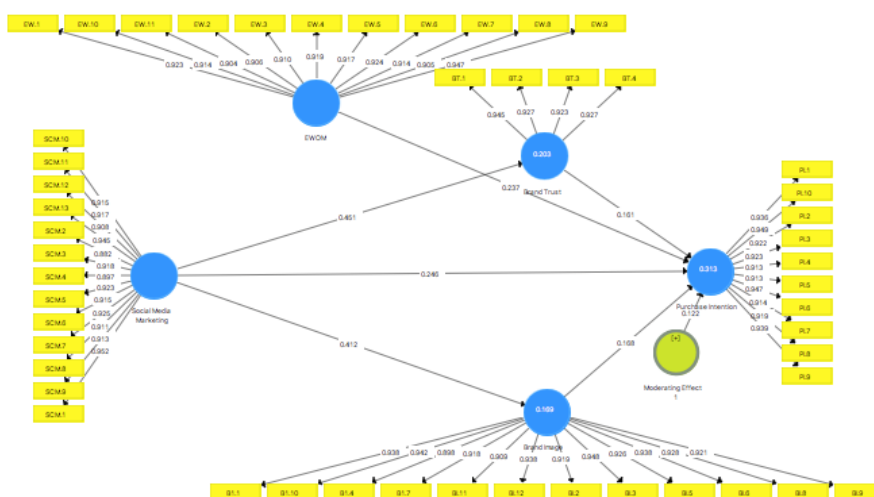 EW.1 EW.10 EW.11 EW.2 EW.3 EW.4 EW.5 EW.6 EW.7 EW.8 EW.9
0.923 0.914 0.904 0.906 0.910 0.919 0.917 0.924 0.914 0.905 0.947
EWOM
BT.1 BT.2 BT.3 BT.4
0.945 0.927 0.923 0.927
0.203
Brand Trust
SCM.10
SCM.11
SCM.12
SCM.13
SCM.2
SCM.3
SCM.4
SCM.5
SCM.6
SCM.7
SCM.8
SCM.9
SCM.1
0.915
0.917
0.908
0.945
0.882
0.918
0.897
0.923
0.915
0.925
0.911
0.913
0.952
Social Media
Marketing
0.237
0.451
0.161
0.246
0.412
0.168
0.122
0.313
Purchase Intention
PI.1
PI.10
PI.2
PI.3
PI.4
PI.5
PI.6
PI.7
PI.8
PI.9
0.936
0.949
0.922
0.923
0.913
0.913
0.947
0.914
0.919
0.939
[+]
Moderating Effect
1
0.169
Brand Image
0.938 0.942 0.898 0.918 0.909 0.938 0.919 0.948 0.926 0.938 0.928 0.921
BI.1 BI.10 BI.4 BI.7 BI.11 BI.12 BI.2 BI.3 BI.5 BI.6 BI.8 BI.9